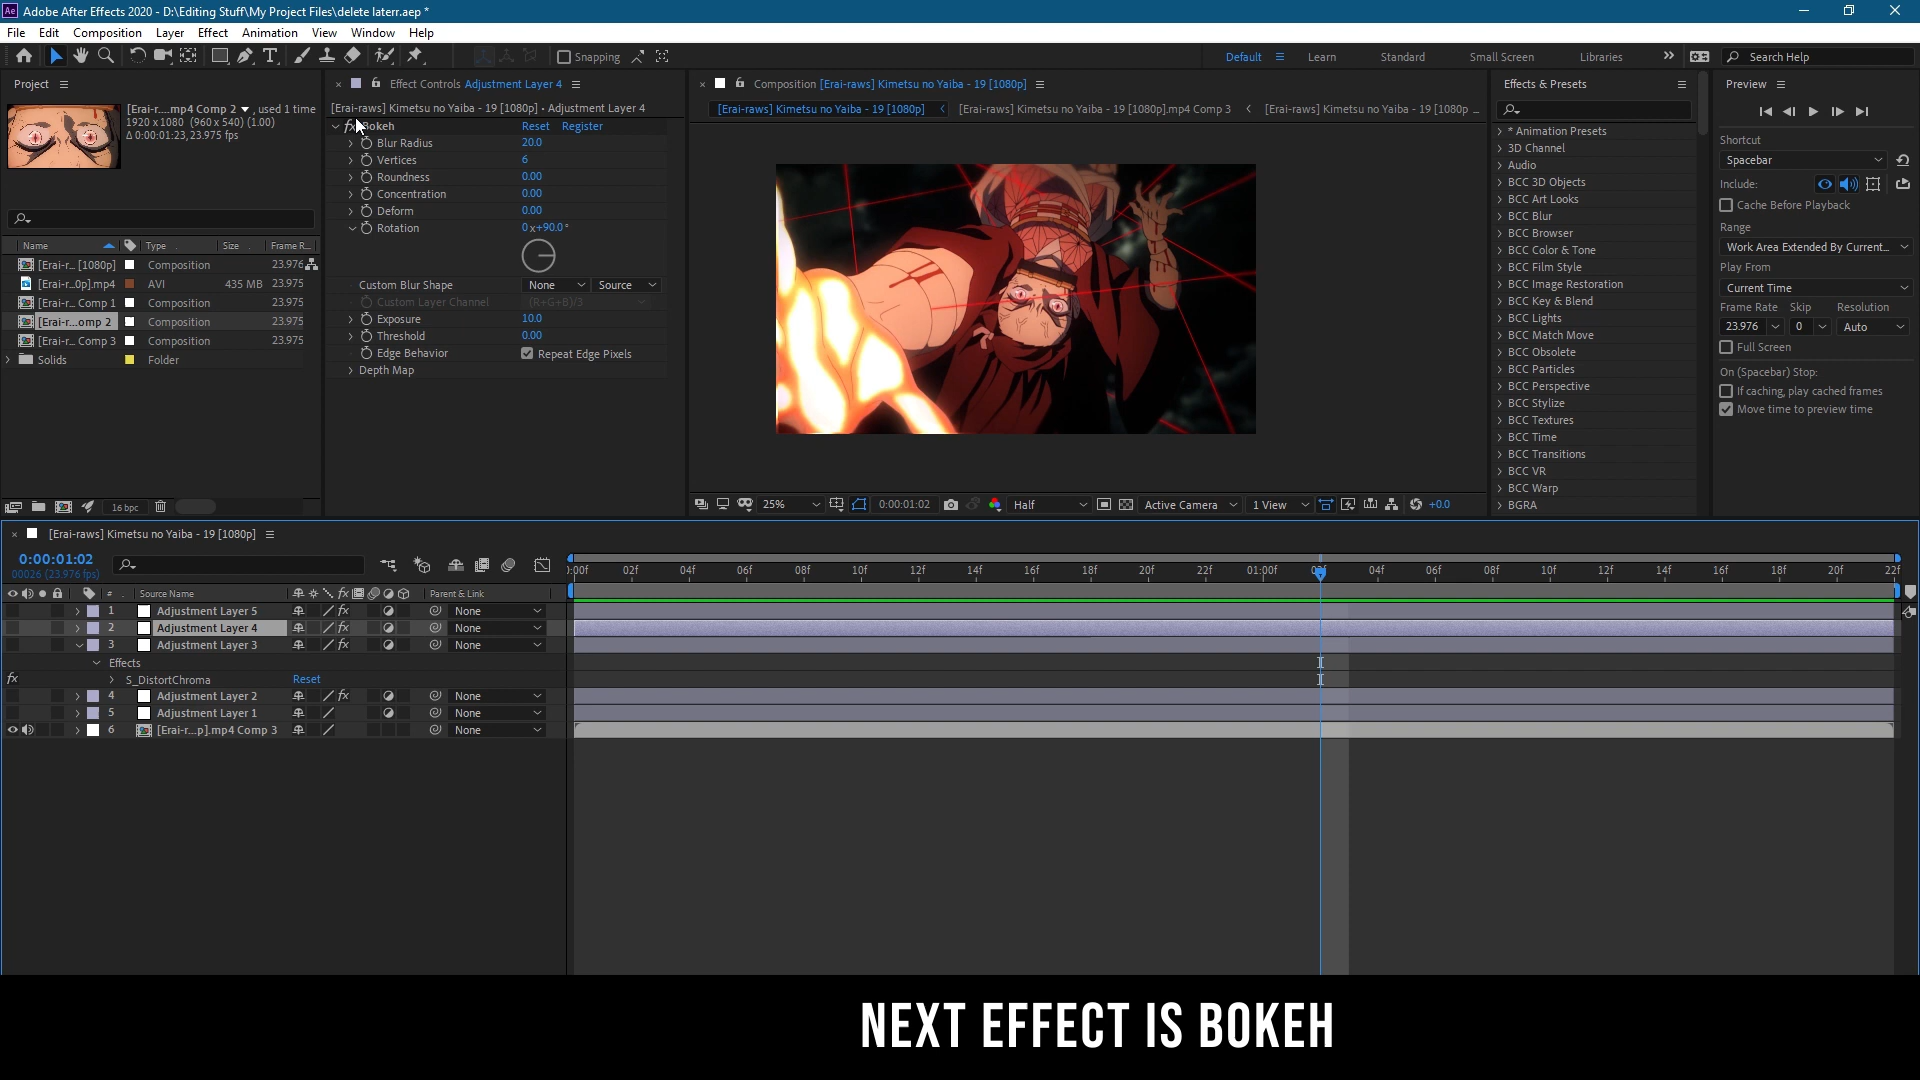 Adobe After Effects 2020 - D:\Editing Stuff\My Project Files\delete laterr.aep *
File Edit Composition Layer Effect Animation View Window Help
Snapping
Default Learn Standard Small Screen Libraries Search Help
Project
[Erai-r....mp4 Comp 2 , used 1 time
1920 x 1080 (960 x 540) (1.00)
Δ 0:00:01:23, 23.975 fps
Name Type Size Frame R...
[Erai-r... [1080p] Composition 23.976
[Erai-r...0p].mp4 AVI 435 MB 23.975
[Erai-r... Comp 1 Composition 23.975
[Erai-r...omp 2 Composition 23.975
[Erai-r... Comp 3 Composition 23.975
Solids Folder
16 bpc
Effect Controls Adjustment Layer 4
[Erai-raws] Kimetsu no Yaiba - 19 [1080p] • Adjustment Layer 4
fx Bokeh Reset Register
Blur Radius 20.0
Vertices 6
Roundness 0.00
Concentration 0.00
Deform 0.00
Rotation 0x+90.0°
Custom Blur Shape None Source
Custom Layer Channel (R+G+B)/3
Exposure 10.0
Threshold 0.00
Edge Behavior Repeat Edge Pixels
Depth Map
Composition [Erai-raws] Kimetsu no Yaiba - 19 [1080p]
[Erai-raws] Kimetsu no Yaiba - 19 [1080p] [Erai-raws] Kimetsu no Yaiba - 19 [1080p].mp4 Comp 3 [Erai-raws] Kimetsu no Yaiba - 19 [1080p ...
25% 0:00:01:02 Half Active Camera 1 View +0.0
Effects & Presets
* Animation Presets
3D Channel
Audio
BCC 3D Objects
BCC Art Looks
BCC Blur
BCC Browser
BCC Color & Tone
BCC Film Style
BCC Image Restoration
BCC Key & Blend
BCC Lights
BCC Match Move
BCC Obsolete
BCC Particles
BCC Perspective
BCC Stylize
BCC Textures
BCC Time
BCC Transitions
BCC VR
BCC Warp
BGRA
Preview
Shortcut
Spacebar
Include:
Cache Before Playback
Range
Work Area Extended By Current...
Play From
Current Time
Frame Rate Skip Resolution
23.976 0 Auto
Full Screen
On (Spacebar) Stop:
If caching, play cached frames
Move time to preview time
[Erai-raws] Kimetsu no Yaiba - 19 [1080p]
0:00:01:02
00026 (23.976 fps)
):00f 02f 04f 06f 08f 10f 12f 14f 16f 18f 20f 22f 01:00f 02f 04f 06f 08f 10f 12f 14f 16f 18f 20f 22f
# Source Name Parent & Link
1 Adjustment Layer 5 fx None
2 Adjustment Layer 4 fx None
3 Adjustment Layer 3 fx None
Effects
fx S_DistortChroma Reset
4 Adjustment Layer 2 fx None
5 Adjustment Layer 1 None
6 [Erai-r...p].mp4 Comp 3 None
NEXT EFFECT IS BOKEH